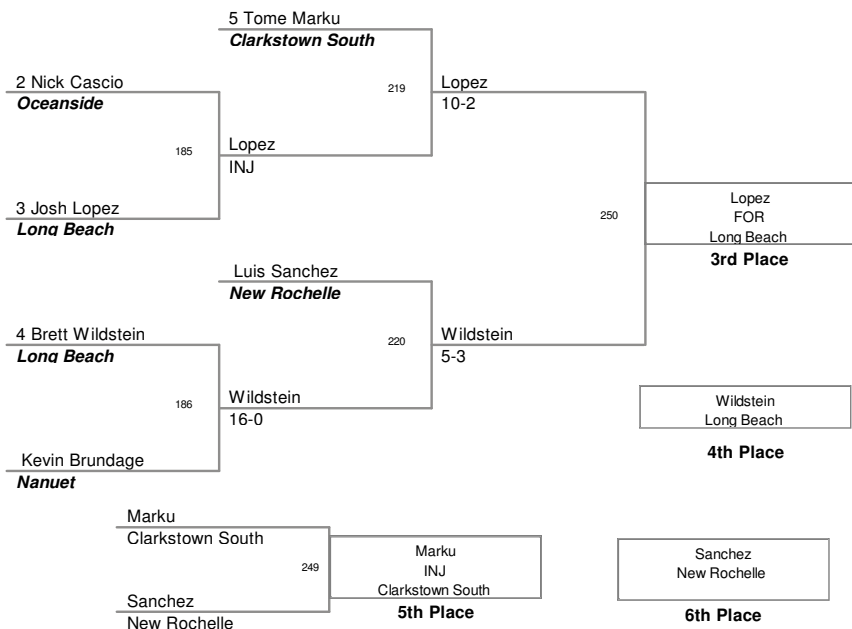 5 Tome Marku
Clarkstown South
2 Nick Cascio
Oceanside
219
Lopez
10-2
185
Lopez
INJ
3 Josh Lopez
Long Beach
250
Lopez
FOR
Long Beach
3rd Place
Luis Sanchez
New Rochelle
4 Brett Wildstein
Long Beach
220
Wildstein
5-3
186
Wildstein
16-0
Kevin Brundage
Nanuet
Wildstein
Long Beach
4th Place
Marku
Clarkstown South
249
Sanchez
New Rochelle
Marku
INJ
Clarkstown South
5th Place
Sanchez
New Rochelle
6th Place